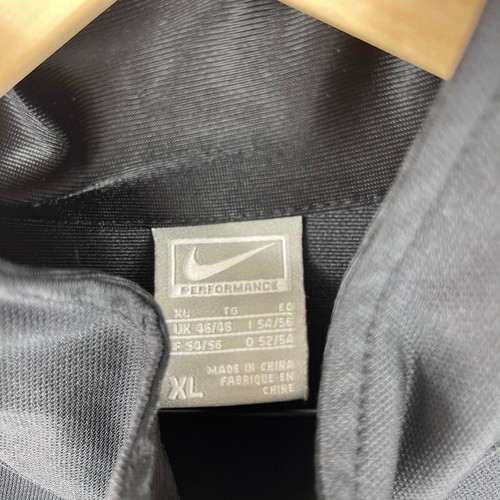 PERFORMANCE
XL TG EG
UK 46/48 I 54/56
F 54/56 D 52/54
XL
MADE IN CHINA
FABRIQUE EN
CHINE